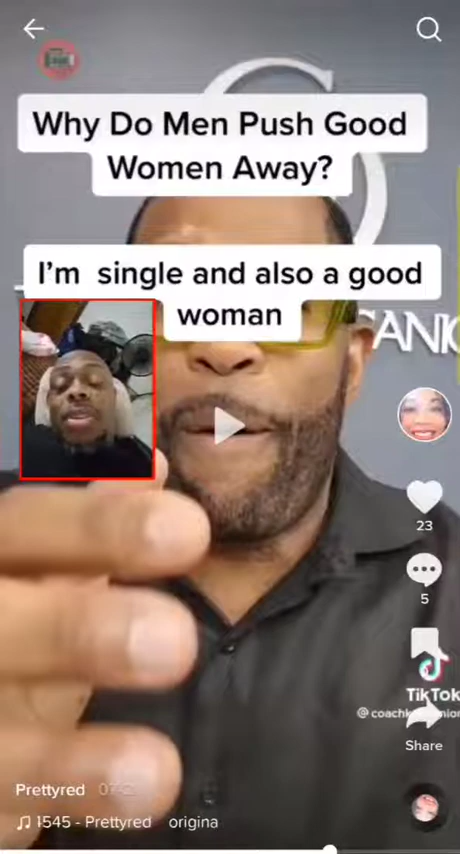 Why Do Men Push Good
Women Away?
I'm single and also a good
woman
23
5
TikTok
Share
Prettyred
1545 - Prettyred origina